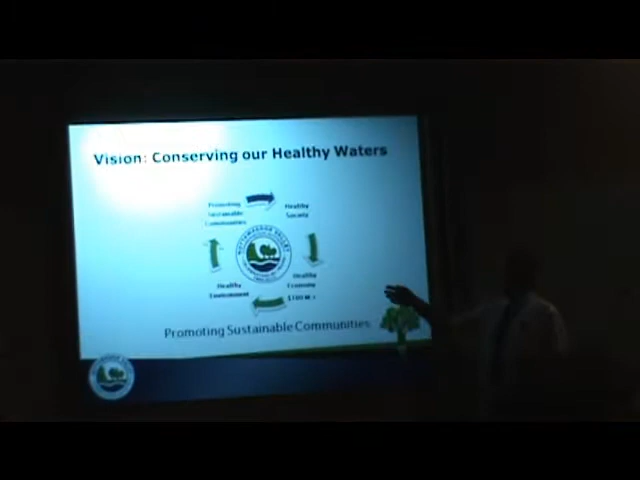 Vision: Conserving our Healthy Waters
Promoting
Sustainable
Communities
Healthy
Society
Healthy
Economy
Healthy
Environment
Promoting Sustainable Communities